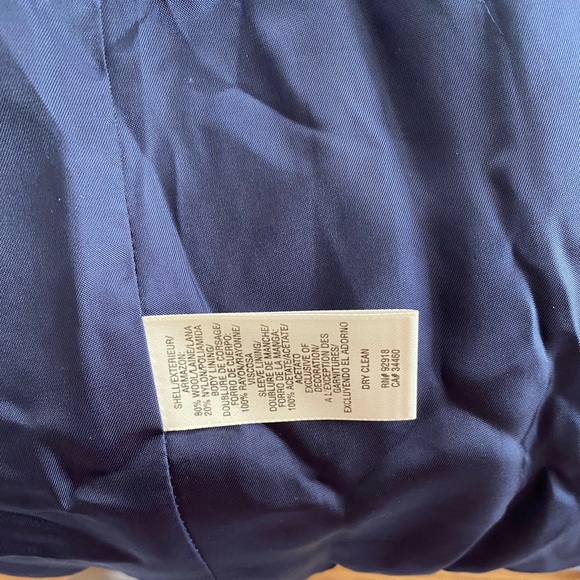 SHELL/EXTERIEUR/
ARMAZON:
80% WOOL/LAINE/LANA
20% NYLON/POLIAMIDA
BODY LINING/
DOUBLURE DE CORSAGE/
FORRO DE CUERPO:
100% RAYON/RAYONNE/
VISCOSA
SLEEVE LINING/
DOUBLURE DE MANCHE/
FORRO DE LA MANGA:
100% ACETATE/ACETATE/
ACETATO
EXCLUSIVE OF
DECORATION/
A L'EXCEPTION DES
GARNITURES/
EXCLUYENDO EL ADORNO
DRY CLEAN
RN# 92918
CA# 34460